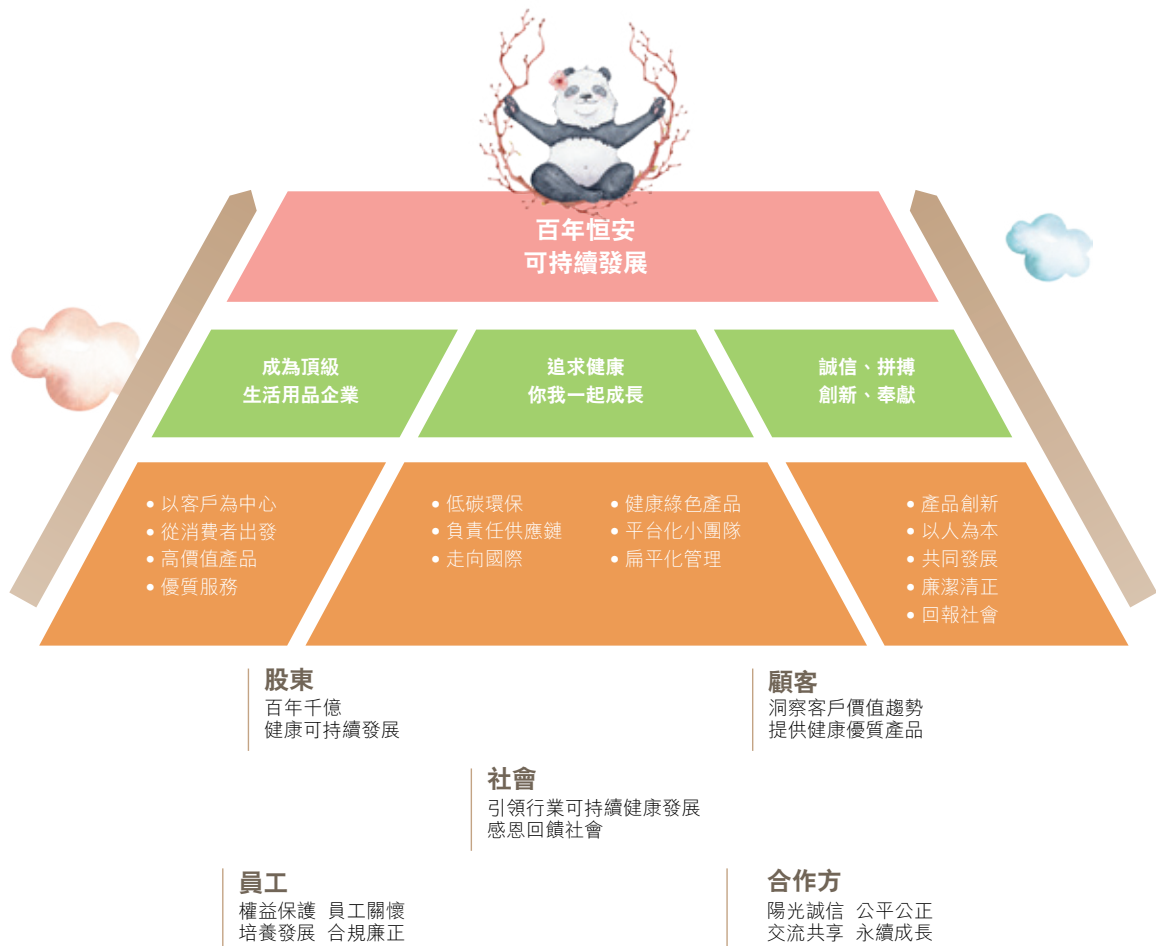 百年恒安
可持續發展
成為頂級
生活用品企業
追求健康
你我一起成長
誠信、拼搏
創新、奉獻
• 以客戶為中心
• 從消費者出發
• 高價值產品
• 優質服務
• 低碳環保
• 負責任供應鏈
• 走向國際
• 健康綠色產品
• 平台化小團隊
• 扁平化管理
• 產品創新
• 以人為本
• 共同發展
• 廉潔清正
• 回報社會
股東
百年千億
健康可持續發展
顧客
洞察客戶價值趨勢
提供健康優質產品
社會
引領行業可持續健康發展
感恩回饋社會
員工
權益保護 員工關懷
培養發展 合規廉正
合作方
陽光誠信 公平公正
交流共享 永續成長